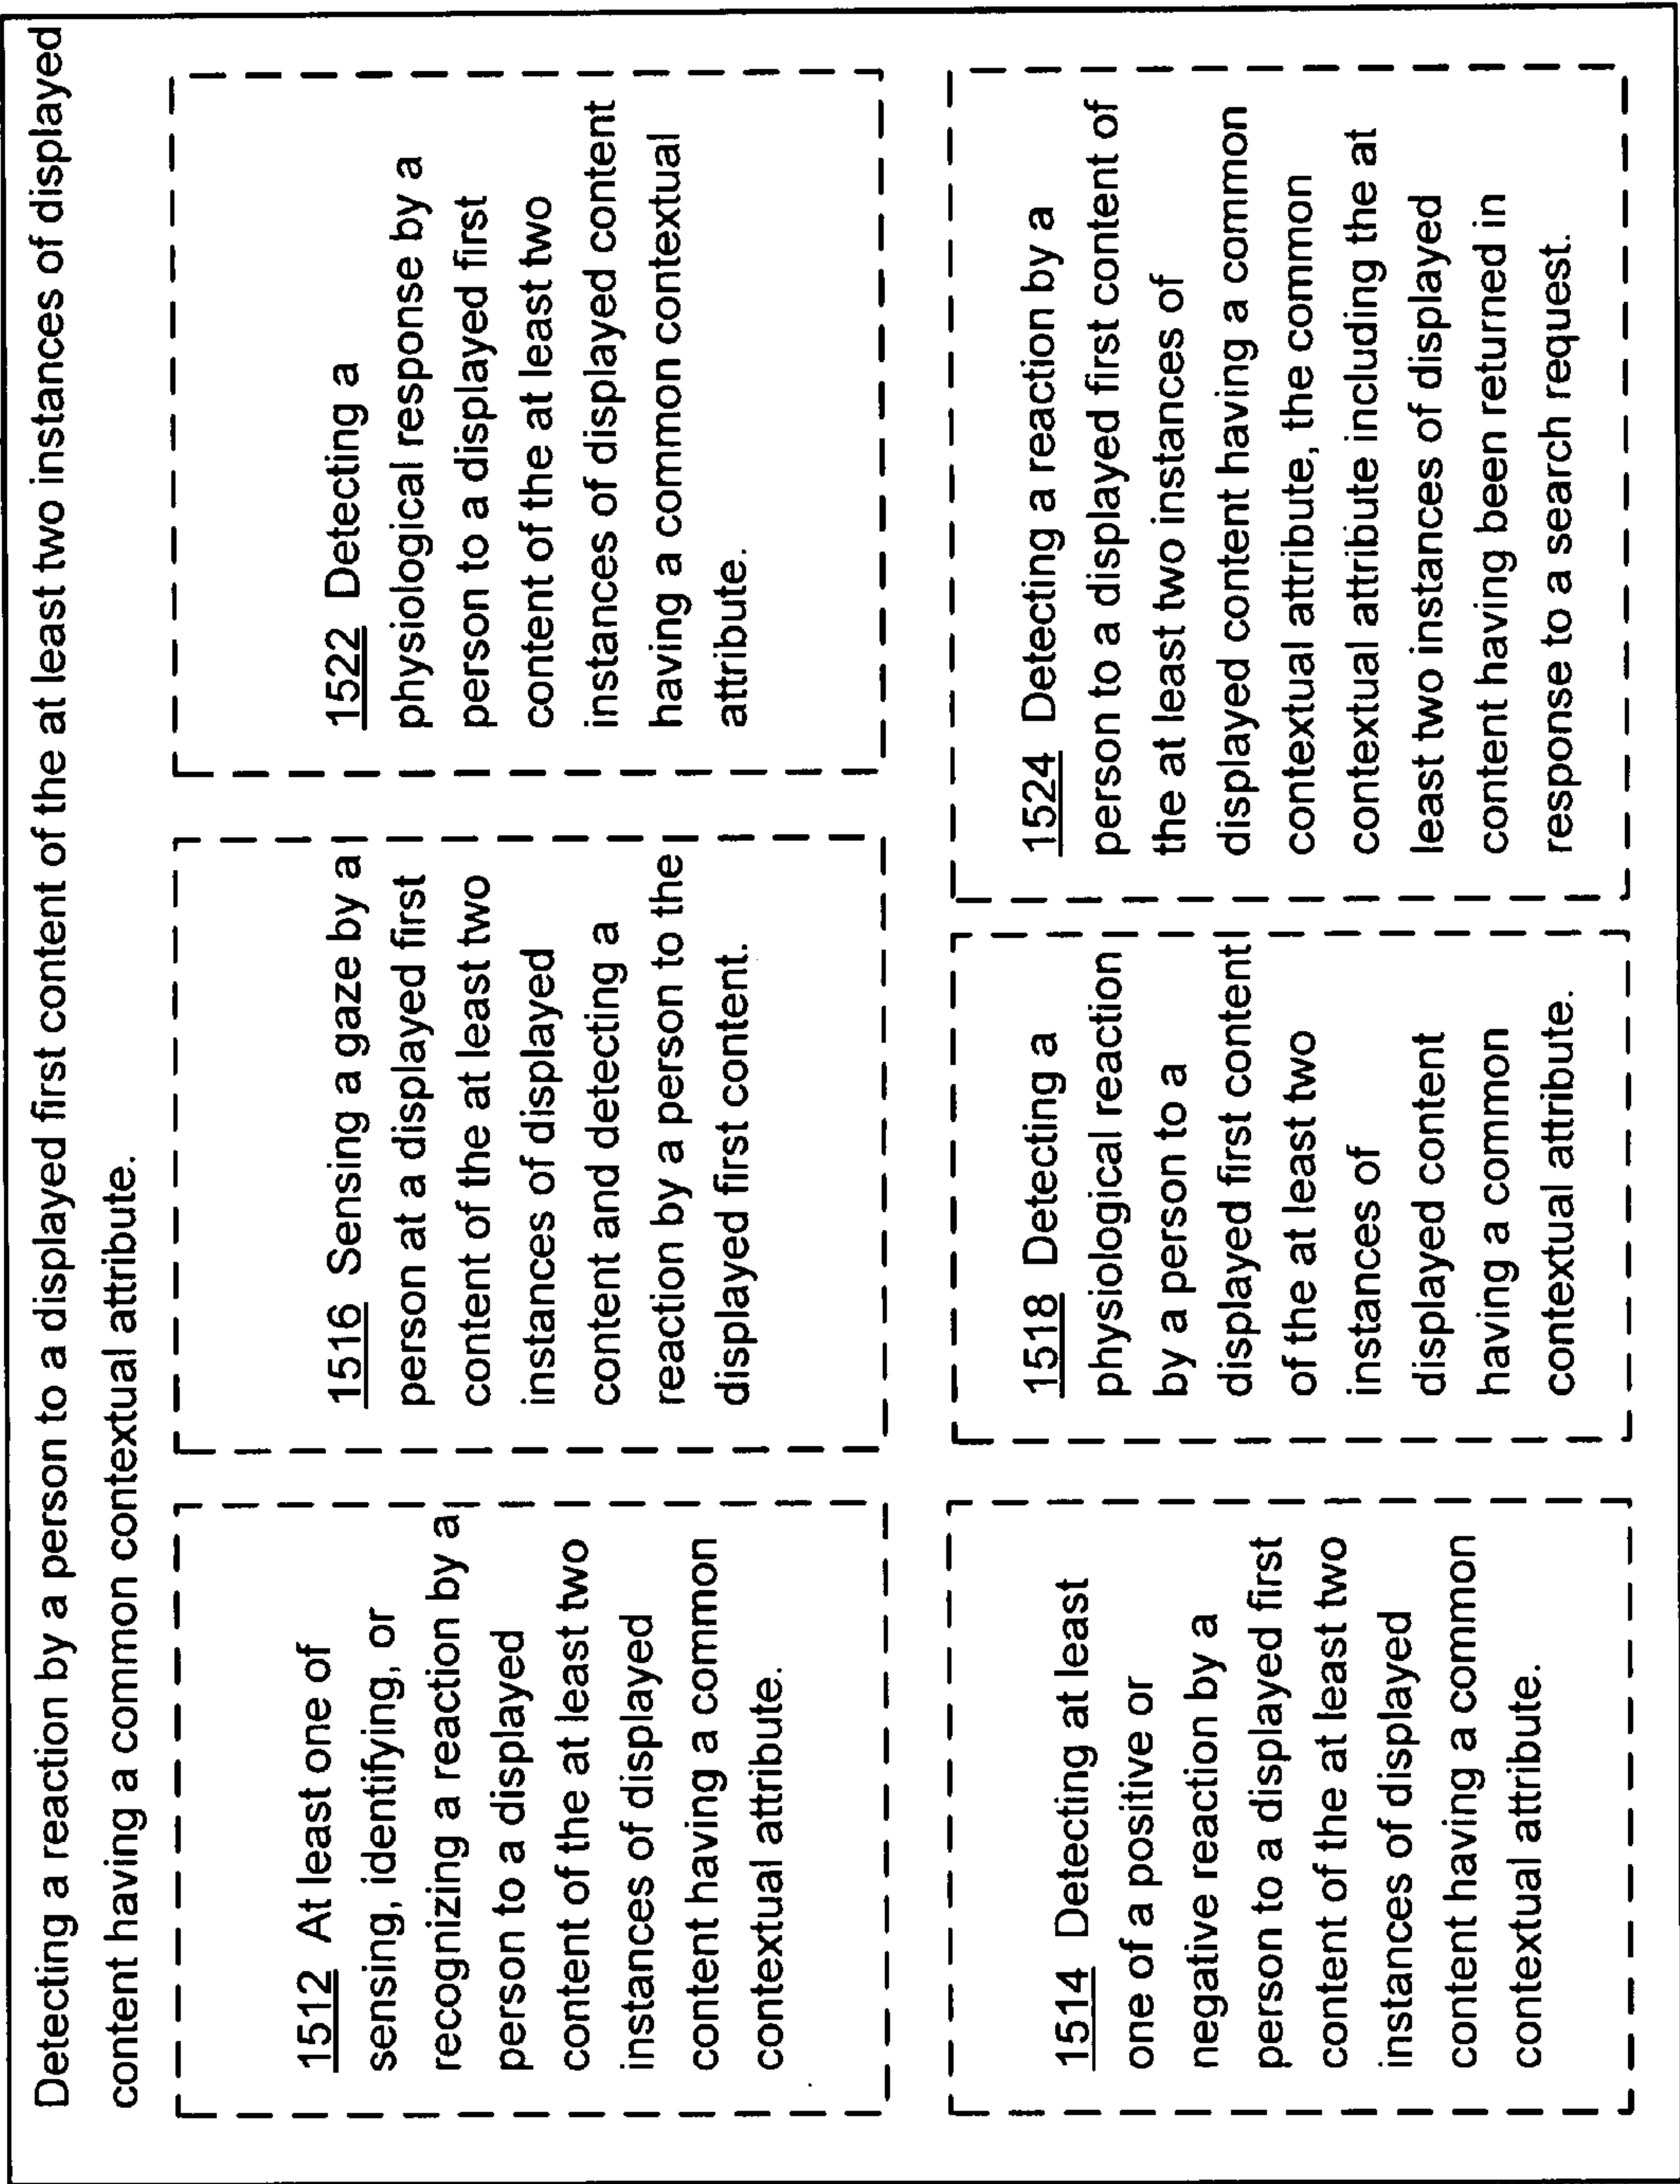 Detecting a reaction by a person to a displayed first content of the at least two instances of displayed
content having a common contextual attribute.
1512 At least one of
sensing, identifying, or
recognizing a reaction by a
person to a displayed
content of the at least two
instances of displayed
content having a common
contextual attribute.
1516 Sensing a gaze by a
person at a displayed first
content of the at least two
instances of displayed
content and detecting a
reaction by a person to the
displayed first content.
1522 Detecting a
physiological response by a
person to a displayed first
content of the at least two
instances of displayed content
having a common contextual
attribute.
1514 Detecting at least
one of a positive or
negative reaction by a
person to a displayed first
content of the at least two
instances of displayed
content having a common
contextual attribute.
1518 Detecting a
physiological reaction
by a person to a
displayed first content
of the at least two
instances of
displayed content
having a common
contextual attribute.
1524 Detecting a reaction by a
person to a displayed first content of
the at least two instances of
displayed content having a common
contextual attribute, the common
contextual attribute including the at
least two instances of displayed
content having been returned in
response to a search request.